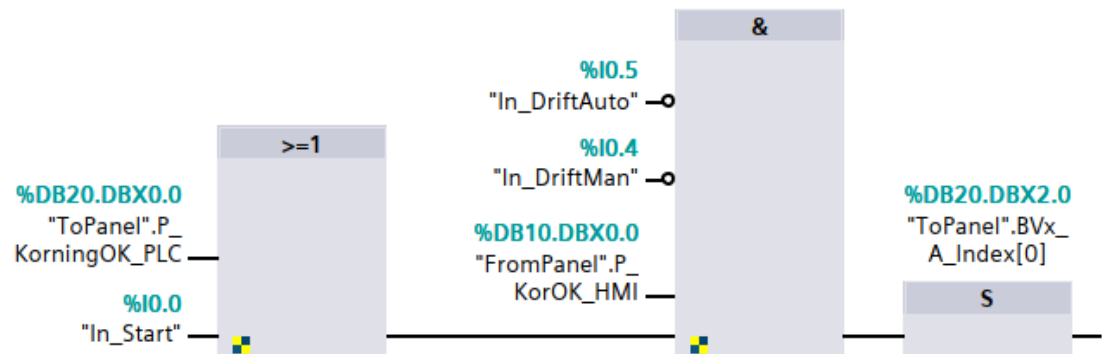 &
%I0.5
"In_DriftAuto"
%I0.4
"In_DriftMan"
>=1
%DB20.DBX0.0
"ToPanel".P_
KorningOK_PLC
%DB10.DBX0.0
"FromPanel".P_
KorOK_HMI
%DB20.DBX2.0
"ToPanel".BVx_
A_Index[0]
S
%I0.0
"In_Start"